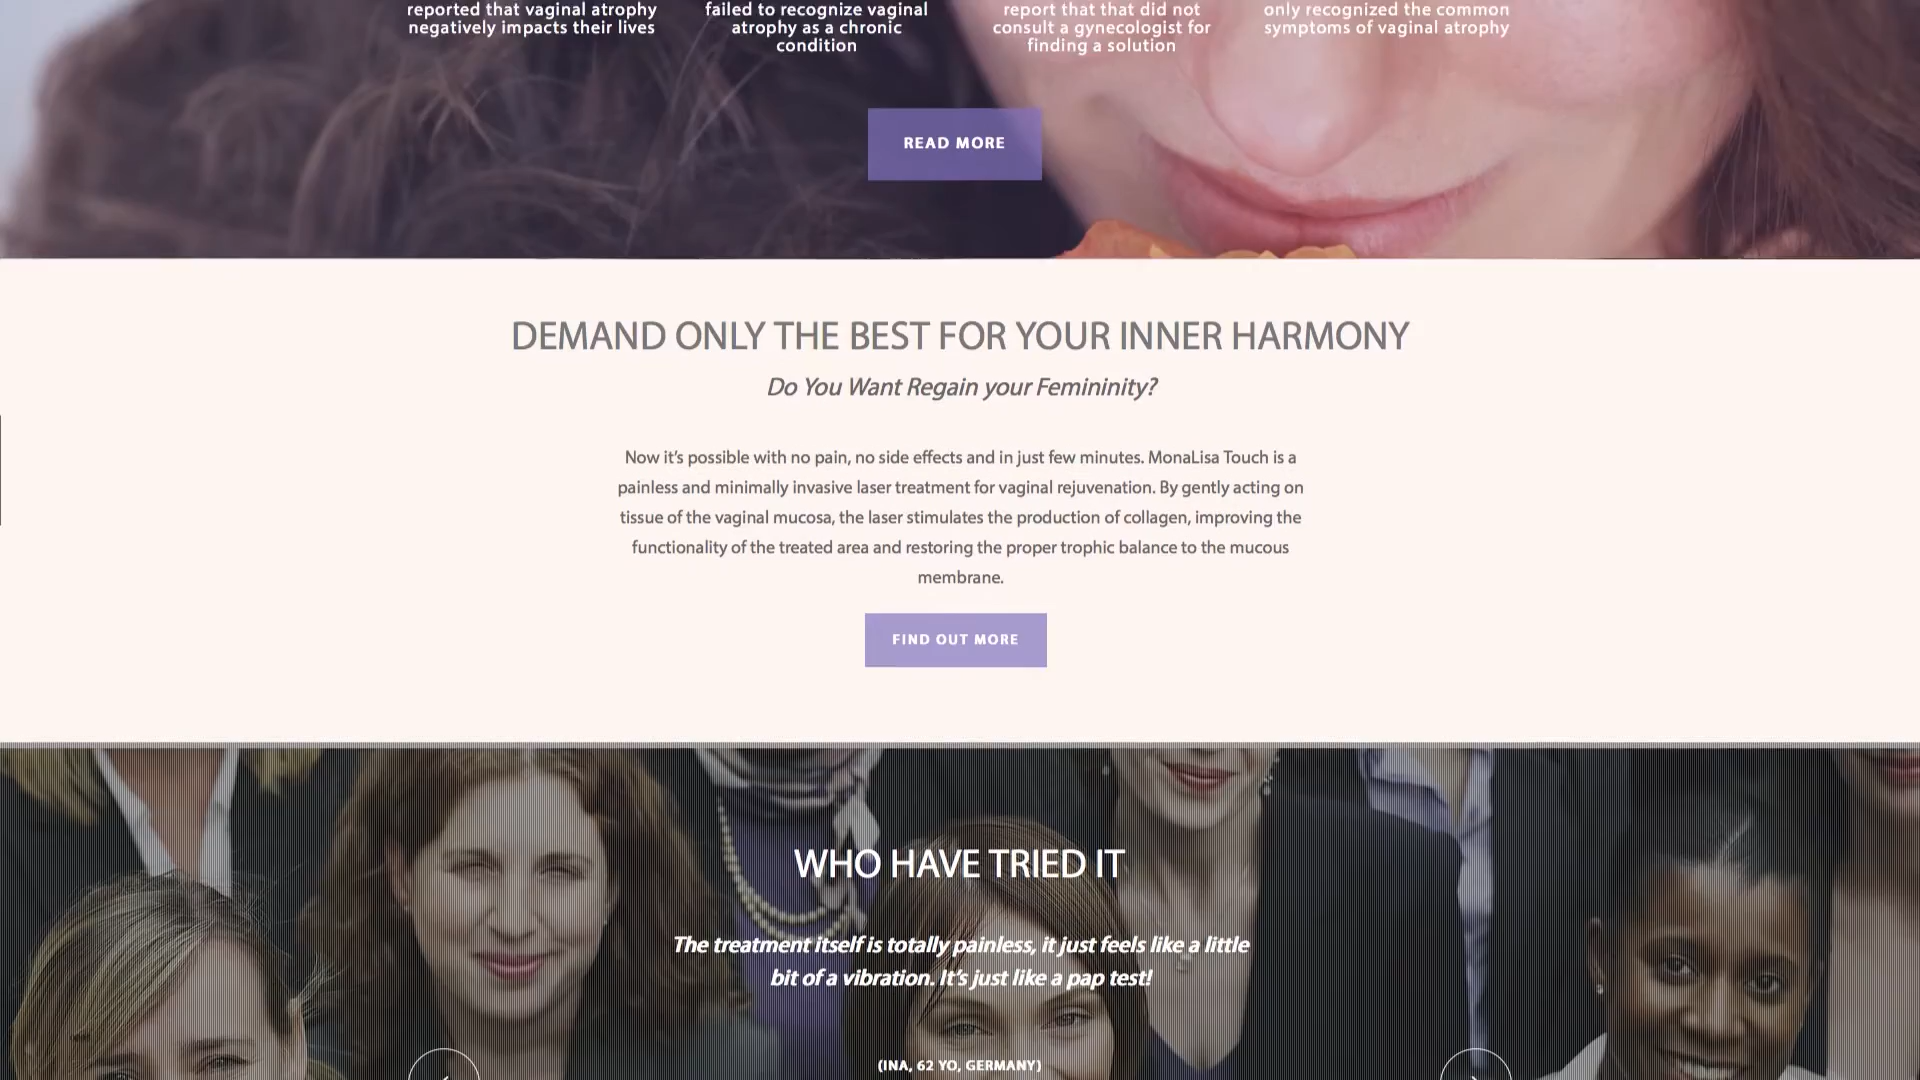 reported that vaginal atrophy
negatively impacts their lives
failed to recognize vaginal
atrophy as a chronic
condition
report that that did not
consult a gynecologist for
finding a solution
only recognized the common
symptoms of vaginal atrophy
READ MORE
DEMAND ONLY THE BEST FOR YOUR INNER HARMONY
Do You Want Regain your Femininity?
Now it's possible with no pain, no side effects and in just few minutes. MonaLisa Touch is a
painless and minimally invasive laser treatment for vaginal rejuvenation. By gently acting on
tissue of the vaginal mucosa, the laser stimulates the production of collagen, improving the
functionality of the treated area and restoring the proper trophic balance to the mucous
membrane.
FIND OUT MORE
WHO HAVE TRIED IT
The treatment itself is totally painless, it just feels like a little
bit of a vibration. It's just like a pap test!
(INA, 62 YO, GERMANY)